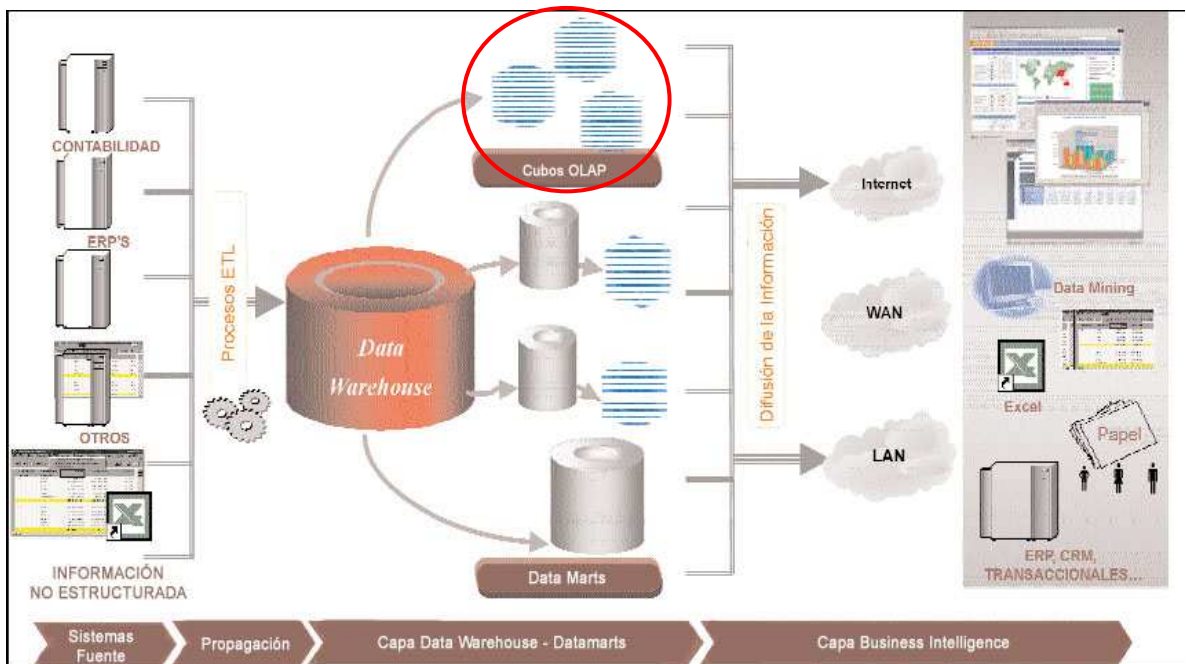 CONTABILIDAD
ERP'S
OTROS
INFORMACIÓN
NO ESTRUCTURADA
Procesos ETL
Data
Warehouse
Cubos OLAP
Data Marts
Difusión de la Información
Internet
WAN
LAN
Data Mining
Excel
Papel
ERP, CRM,
TRANSACCIONALES...
Sistemas
Fuente
Propagación
Capa Data Warehouse - Datamarts
Capa Business Intelligence